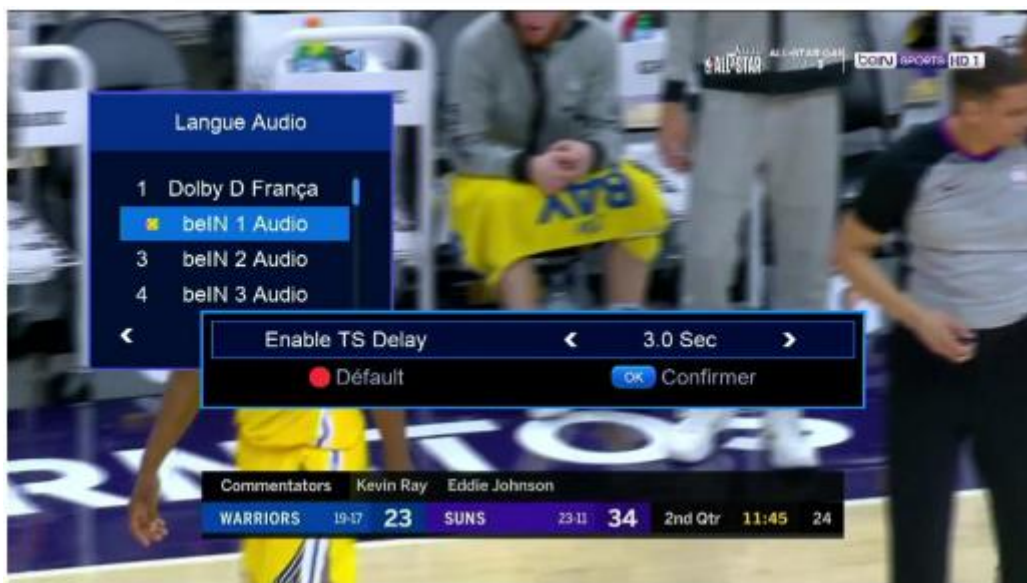 ALL-STAR
beIN SPORTS HD 1
Langue Audio
1 Dolby D França
beIN 1 Audio
3 beIN 2 Audio
4 beIN 3 Audio
Enable TS Delay < 3.0 Sec >
Défault OK Confirmer
Commentators Kevin Ray Eddie Johnson
WARRIORS 19-17 23 SUNS 23-11 34 2nd Qtr 11:45 24